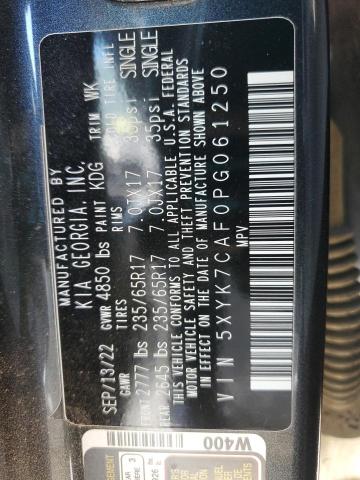 MANUFACTURED BY
KIA GEORGIA, INC.
SEP/13/22 GVWR 4850 lbs PAINT KDG TRIM WK
GAWR TIRES RIMS COLD TIRE INFL
FRONT 2777 lbs 235/65R17 7.0JX17 35psi SINGLE
REAR 2645 lbs 235/65R17 7.0JX17 35psi SINGLE
THIS VEHICLE CONFORMS TO ALL APPLICABLE U.S.A. FEDERAL
MOTOR VEHICLE SAFETY AND THEFT PREVENTION STANDARDS
IN EFFECT ON THE DATE OF MANUFACTURE SHOWN ABOVE
VIN 5XYK7CAF0PG061250
MPV
W400